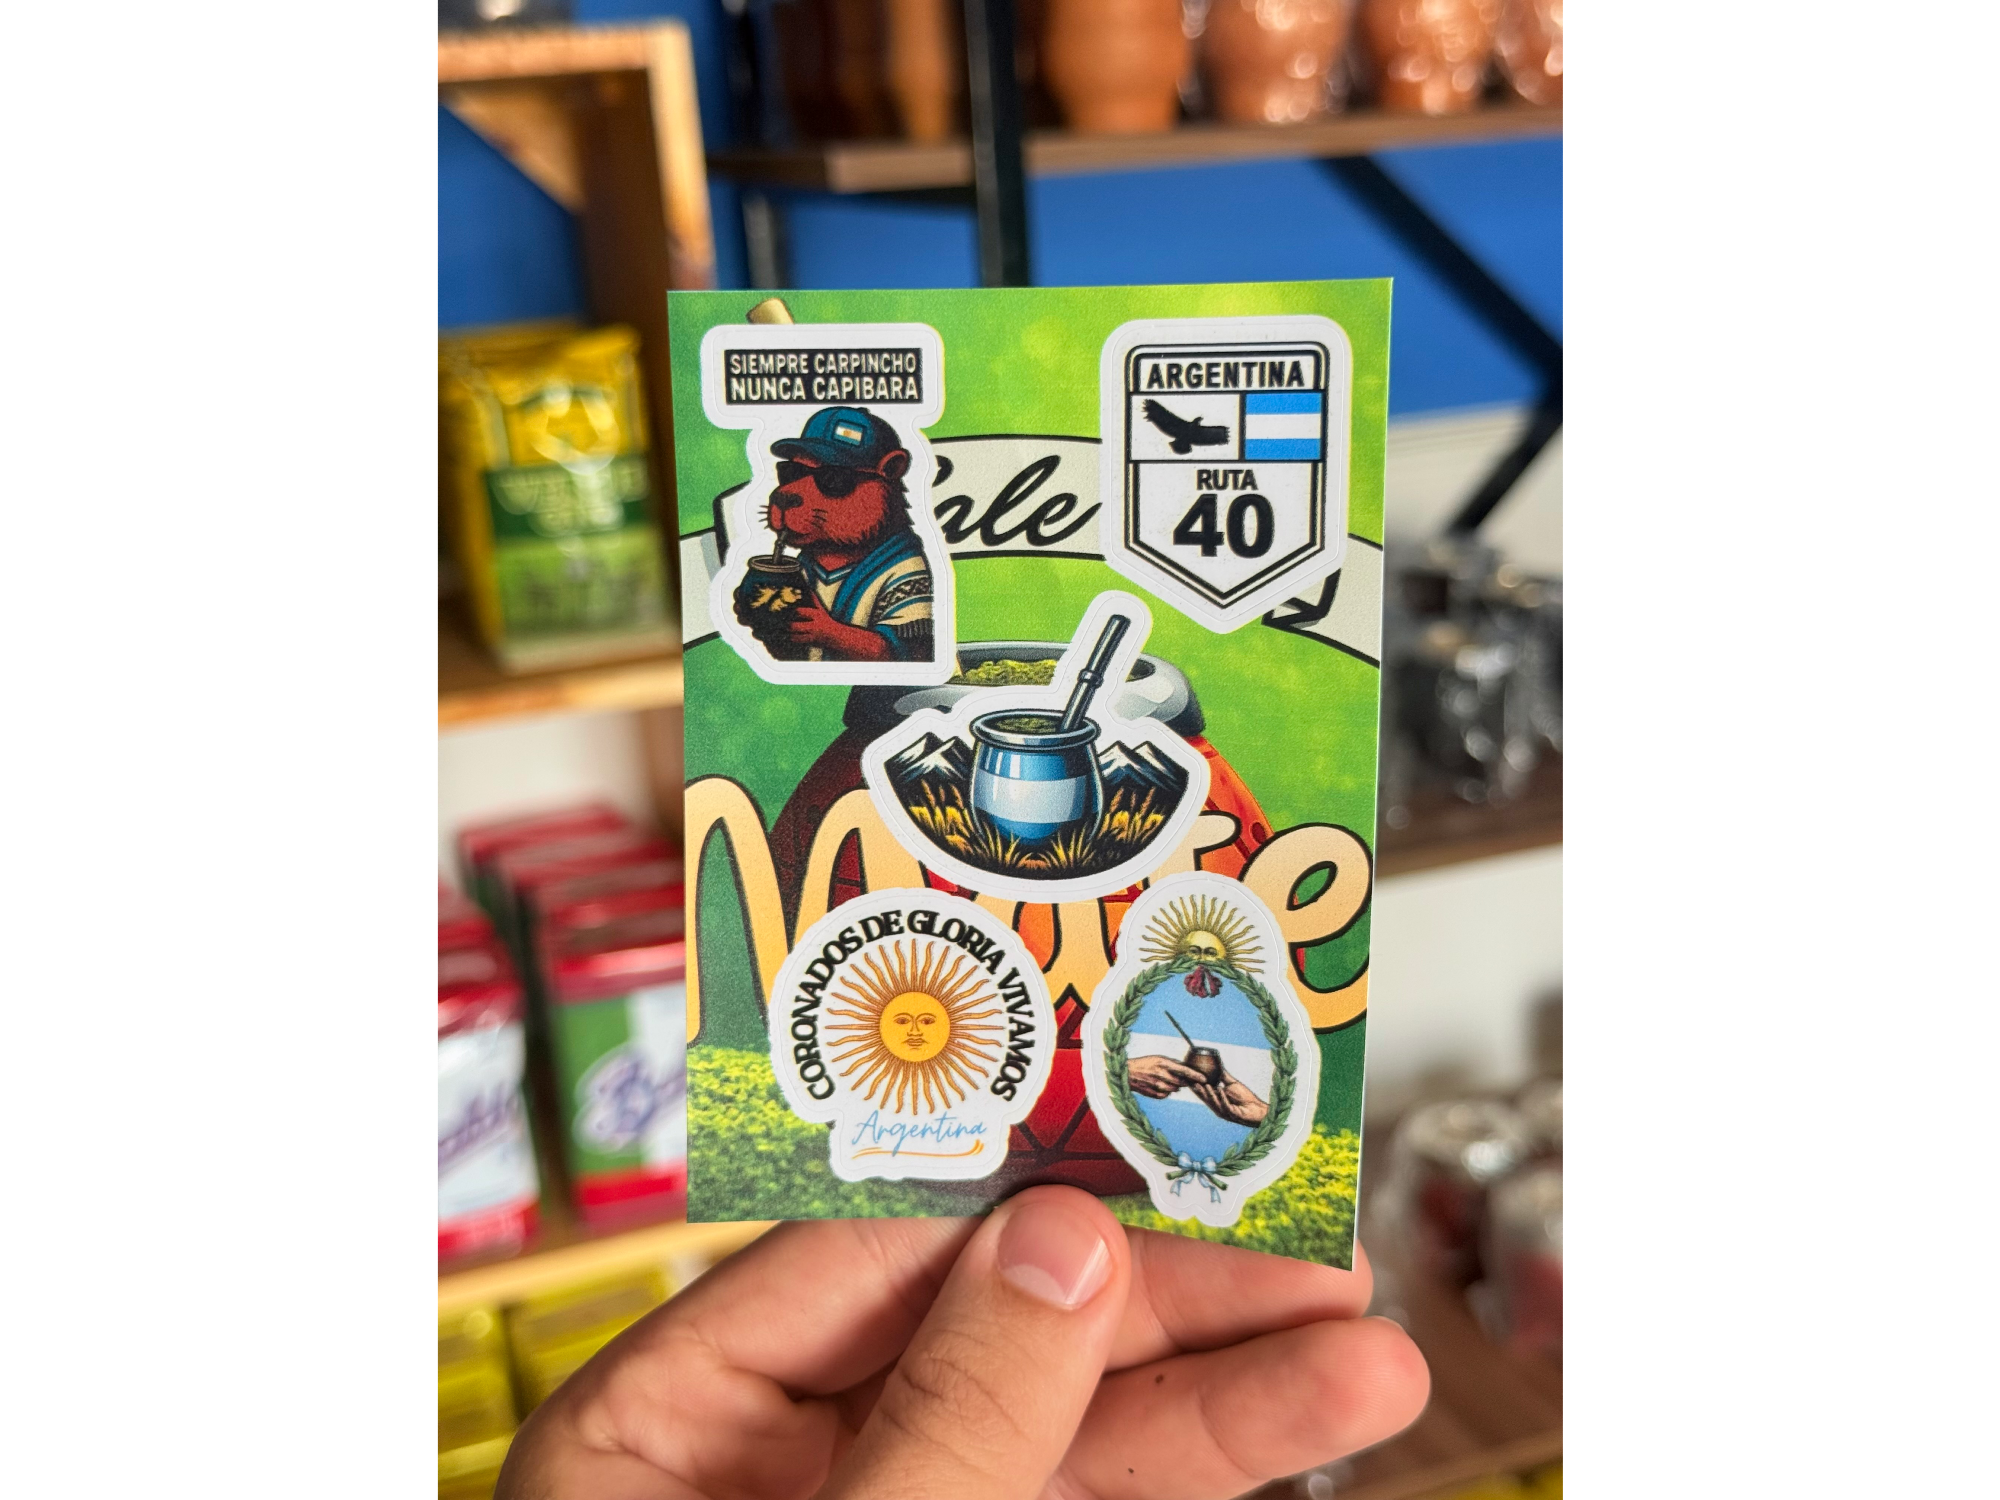 SIEMPRE CARPINCHO
NUNCA CAPIBARA
ARGENTINA
RUTA
40
CORONADOS DE GLORIA VIVAMOS
Argentina